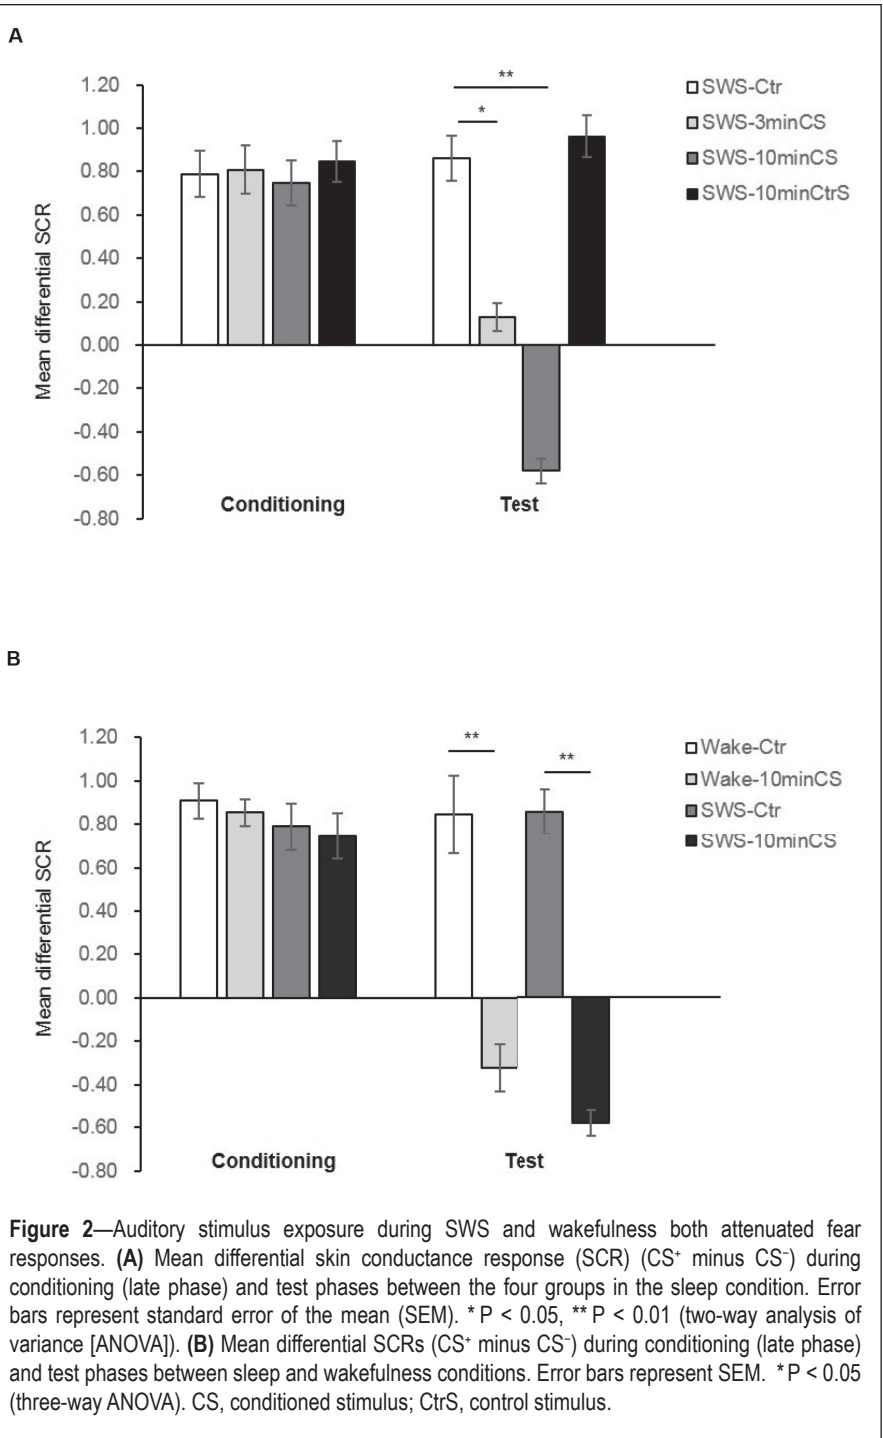 A
1.20
1.00
0.80
0.60
0.40
0.20
0.00
-0.20
-0.40
-0.60
-0.80
Mean differential SCR
**
*
SWS-Ctr
SWS-3minCS
SWS-10minCS
SWS-10minCtrS
Conditioning
Test
B
1.20
1.00
0.80
0.60
0.40
0.20
0.00
-0.20
-0.40
-0.60
-0.80
Mean differential SCR
**
**
Wake-Ctr
Wake-10minCS
SWS-Ctr
SWS-10minCS
Conditioning
Test
Figure 2—Auditory stimulus exposure during SWS and wakefulness both attenuated fear
responses. (A) Mean differential skin conductance response (SCR) (CS⁺ minus CS⁻) during
conditioning (late phase) and test phases between the four groups in the sleep condition. Error
bars represent standard error of the mean (SEM). * P < 0.05, ** P < 0.01 (two-way analysis of
variance [ANOVA]). (B) Mean differential SCRs (CS⁺ minus CS⁻) during conditioning (late phase)
and test phases between sleep and wakefulness conditions. Error bars represent SEM. * P < 0.05
(three-way ANOVA). CS, conditioned stimulus; CtrS, control stimulus.